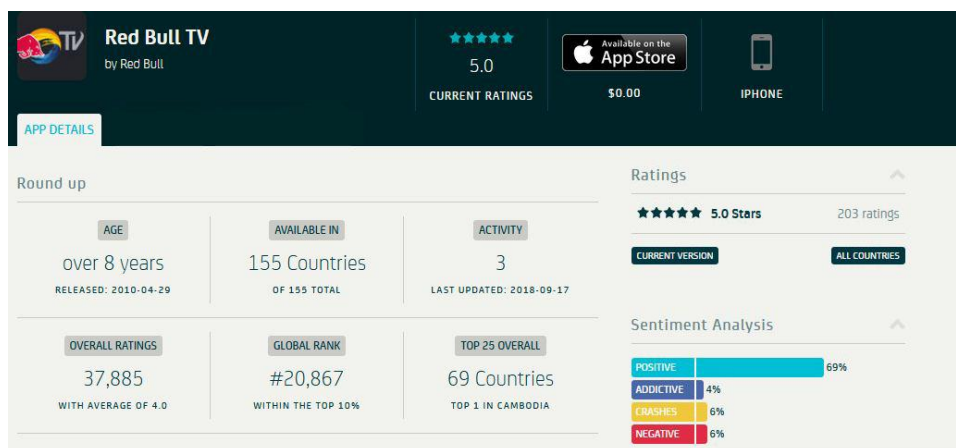 TV
Red Bull TV
by Red Bull
5.0
CURRENT RATINGS
Available on the
App Store
$0.00
IPHONE
APP DETAILS
Round up
AGE
over 8 years
RELEASED: 2010-04-29
AVAILABLE IN
155 Countries
OF 155 TOTAL
ACTIVITY
3
LAST UPDATED: 2018-09-17
OVERALL RATINGS
37,885
WITH AVERAGE OF 4.0
GLOBAL RANK
#20,867
WITHIN THE TOP 10%
TOP 25 OVERALL
69 Countries
TOP 1 IN CAMBODIA
Ratings
5.0 Stars 203 ratings
CURRENT VERSION ALL COUNTRIES
Sentiment Analysis
POSITIVE 69%
ADDICTIVE 4%
CRASHES 6%
NEGATIVE 6%